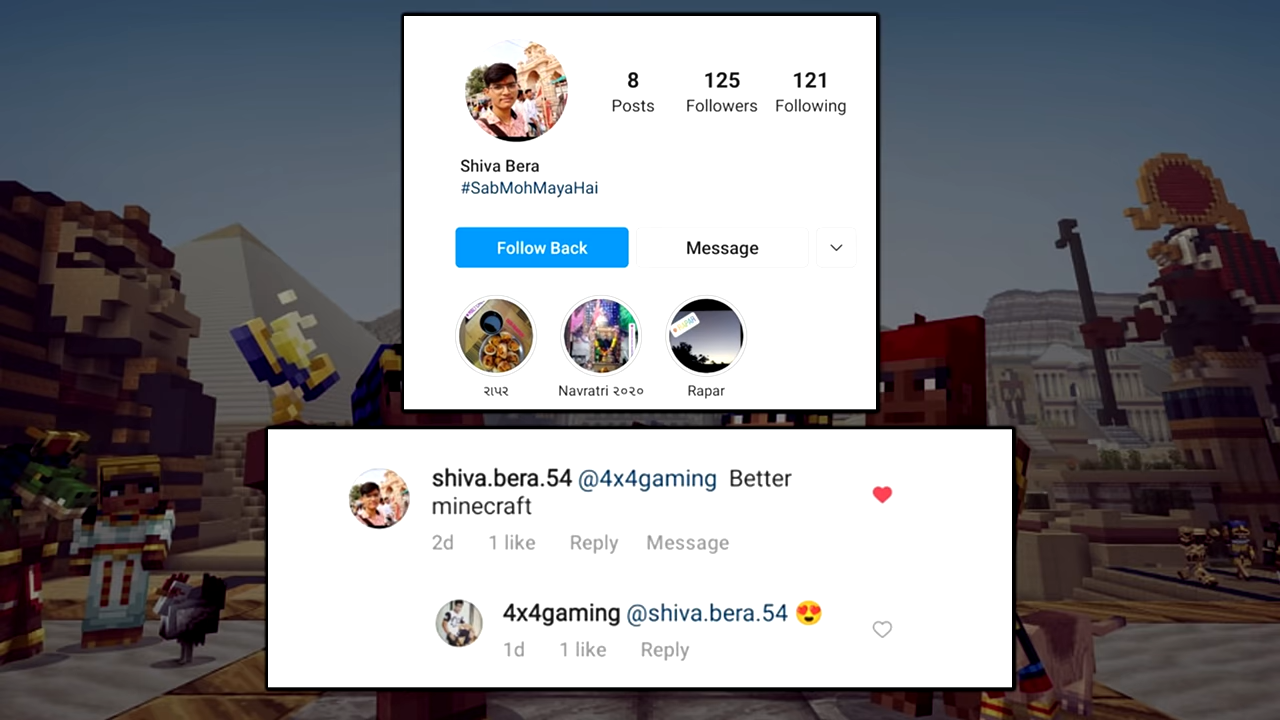 8 125 121
Posts Followers Following
Shiva Bera
#SabMohMayaHai
Follow Back Message
રાપર Navratri ૨૦૨૦ Rapar
shiva.bera.54 @4x4gaming Better
minecraft
2d 1 like Reply Message
4x4gaming @shiva.bera.54 😍
1d 1 like Reply